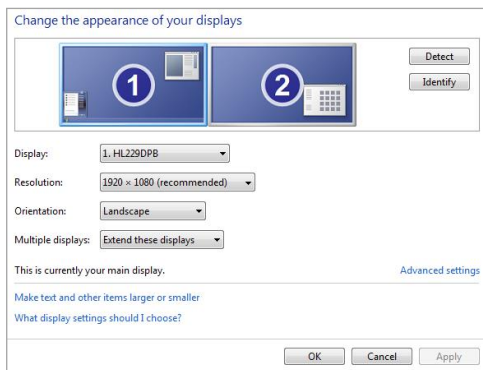 Change the appearance of your displays
1
2
Detect
Identify
Display: 1. HL229DPB
Resolution: 1920 × 1080 (recommended)
Orientation: Landscape
Multiple displays: Extend these displays
This is currently your main display. Advanced settings
Make text and other items larger or smaller
What display settings should I choose?
OK Cancel Apply